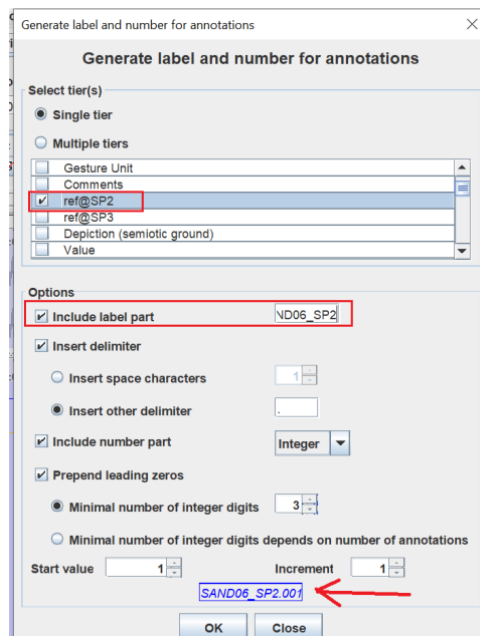 Generate label and number for annotations
Generate label and number for annotations
Select tier(s)
Single tier
Multiple tiers
Gesture Unit
Comments
ref@SP2
ref@SP3
Depiction (semiotic ground)
Value
Options
Include label part ND06_SP2
Insert delimiter
Insert space characters 1
Insert other delimiter .
Include number part Integer
Prepend leading zeros
Minimal number of integer digits 3
Minimal number of integer digits depends on number of annotations
Start value 1 Increment 1
SAND06_SP2.001
OK Close